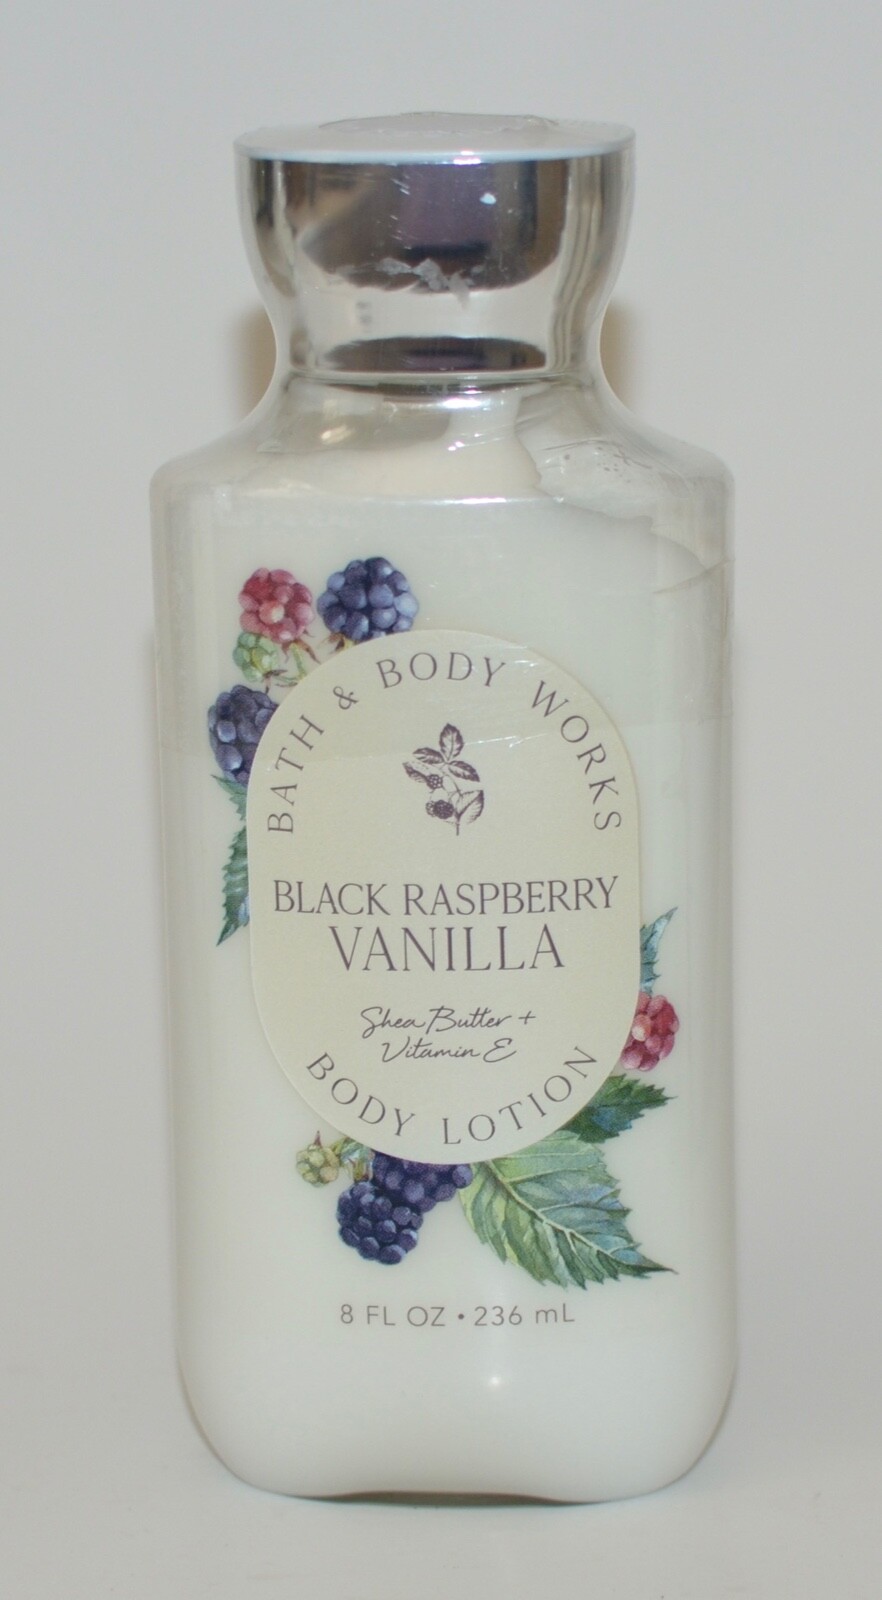 BATH & BODY WORKS
BLACK RASPBERRY
VANILLA
Shea Butter +
Vitamin E
BODY LOTION
8 FL OZ • 236 mL